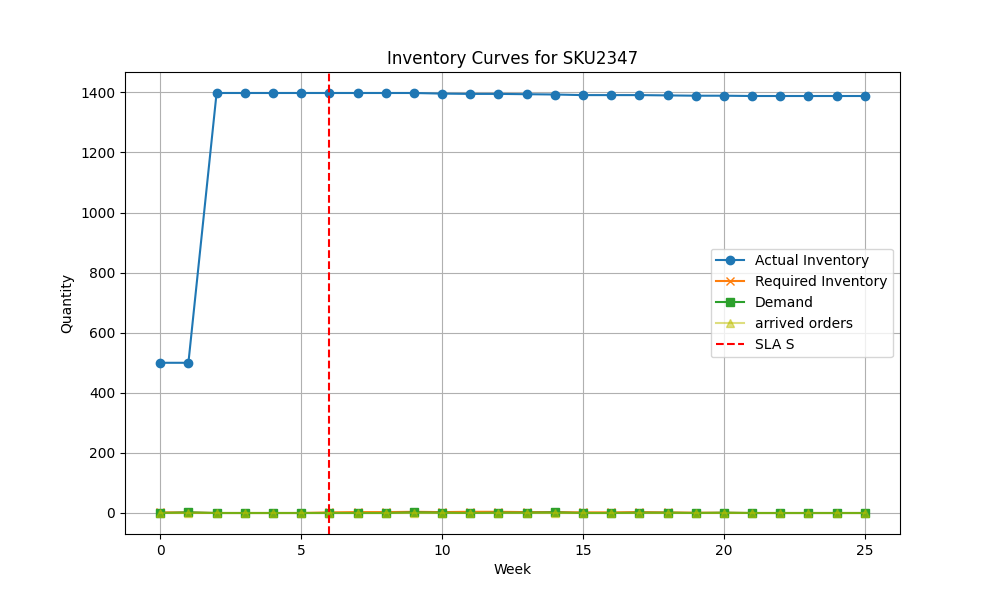 Inventory Curves for SKU2347
Quantity
1400
1200
1000
800
600
400
200
0
Actual Inventory
Required Inventory
Demand
arrived orders
SLA S
0 5 10 15 20 25
Week